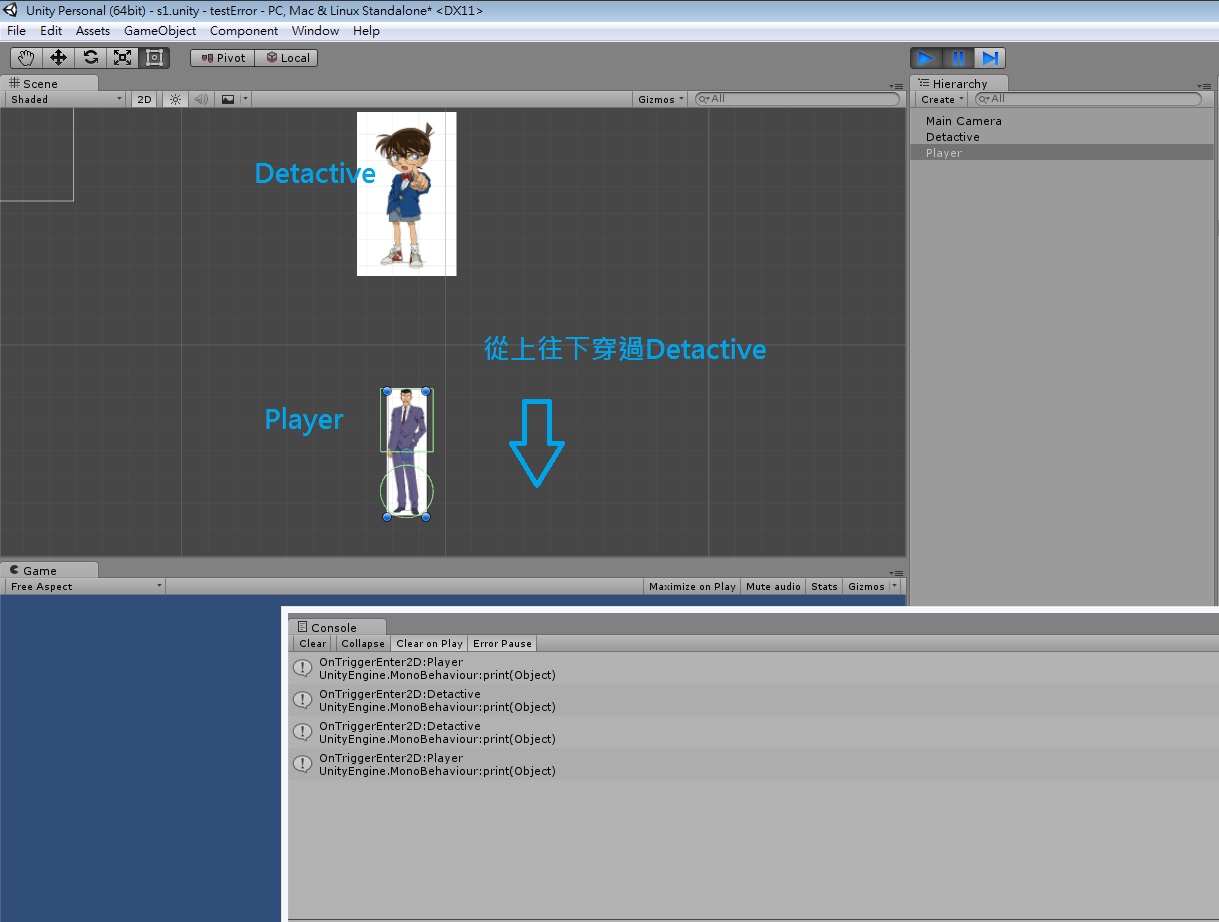 Unity Personal (64bit) - s1.unity - testError - PC, Mac & Linux Standalone* <DX11>
File Edit Assets GameObject Component Window Help
Pivot Local
Scene
Shaded 2D Gizmos All
Hierarchy
Create All
Main Camera
Detactive
Player
Detactive
從上往下穿過Detactive
Player
Game
Free Aspect Maximize on Play Mute audio Stats Gizmos
Console
Clear Collapse Clear on Play Error Pause
OnTriggerEnter2D:Player
UnityEngine.MonoBehaviour:print(Object)
OnTriggerEnter2D:Detactive
UnityEngine.MonoBehaviour:print(Object)
OnTriggerEnter2D:Detactive
UnityEngine.MonoBehaviour:print(Object)
OnTriggerEnter2D:Player
UnityEngine.MonoBehaviour:print(Object)